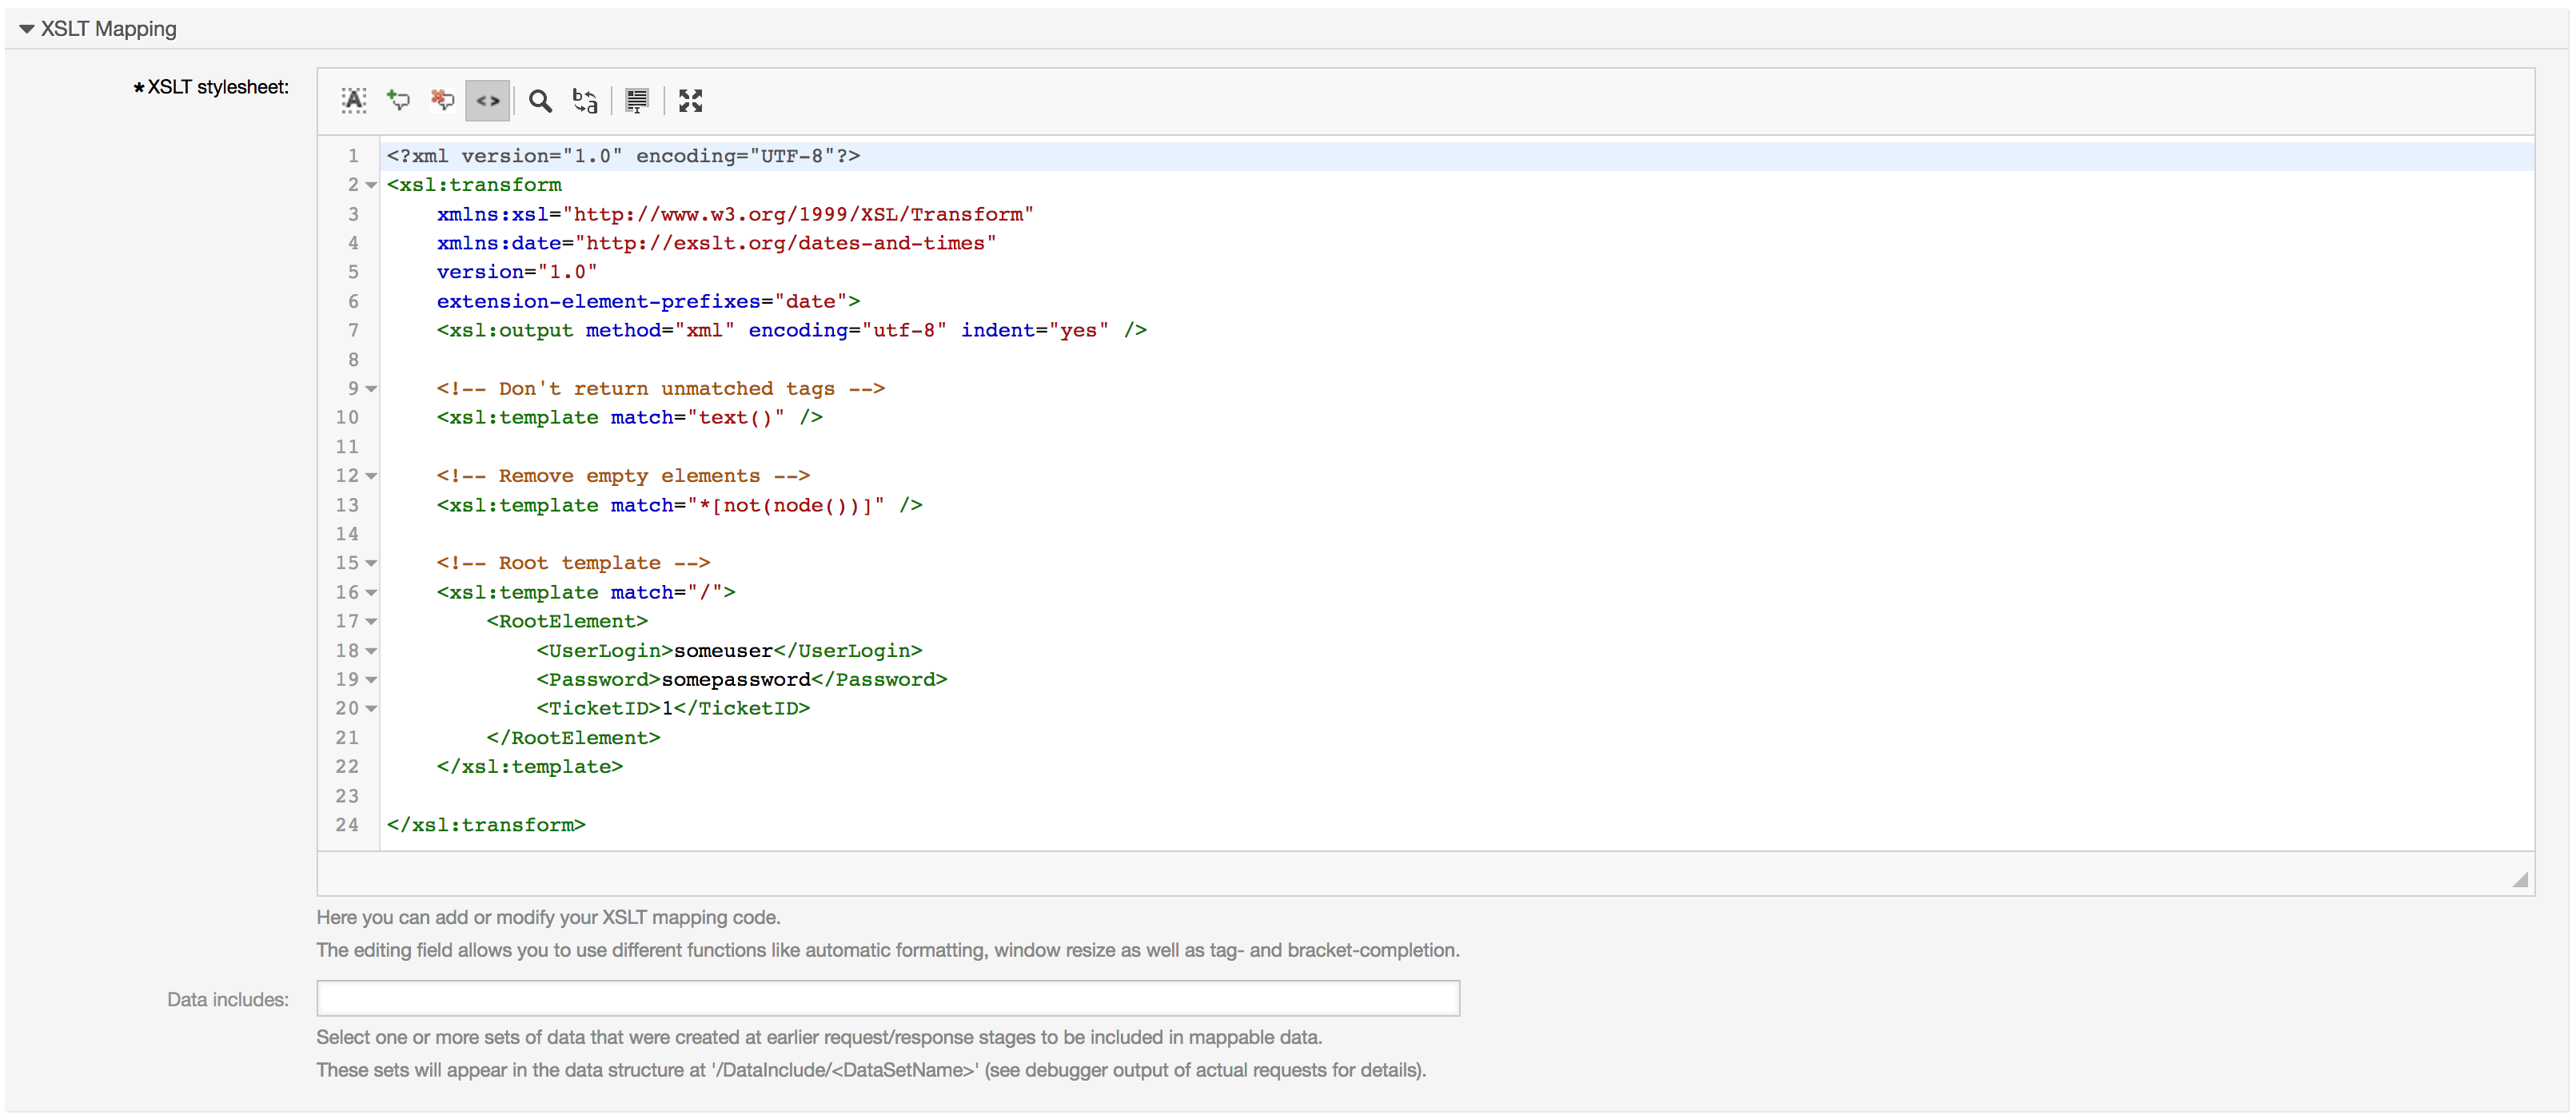 XSLT Mapping
*XSLT stylesheet:
1 <?xml version="1.0" encoding="UTF-8"?>
2 <xsl:transform
3     xmlns:xsl="http://www.w3.org/1999/XSL/Transform"
4     xmlns:date="http://exslt.org/dates-and-times"
5     version="1.0"
6     extension-element-prefixes="date">
7     <xsl:output method="xml" encoding="utf-8" indent="yes" />
8
9     <!-- Don't return unmatched tags -->
10     <xsl:template match="text()" />
11
12     <!-- Remove empty elements -->
13     <xsl:template match="*[not(node())]" />
14
15     <!-- Root template -->
16     <xsl:template match="/">
17         <RootElement>
18             <UserLogin>someuser</UserLogin>
19             <Password>somepassword</Password>
20             <TicketID>1</TicketID>
21         </RootElement>
22     </xsl:template>
23
24 </xsl:transform>
Here you can add or modify your XSLT mapping code.
The editing field allows you to use different functions like automatic formatting, window resize as well as tag- and bracket-completion.
Data includes:
Select one or more sets of data that were created at earlier request/response stages to be included in mappable data.
These sets will appear in the data structure at '/DataInclude/<DataSetName>' (see debugger output of actual requests for details).